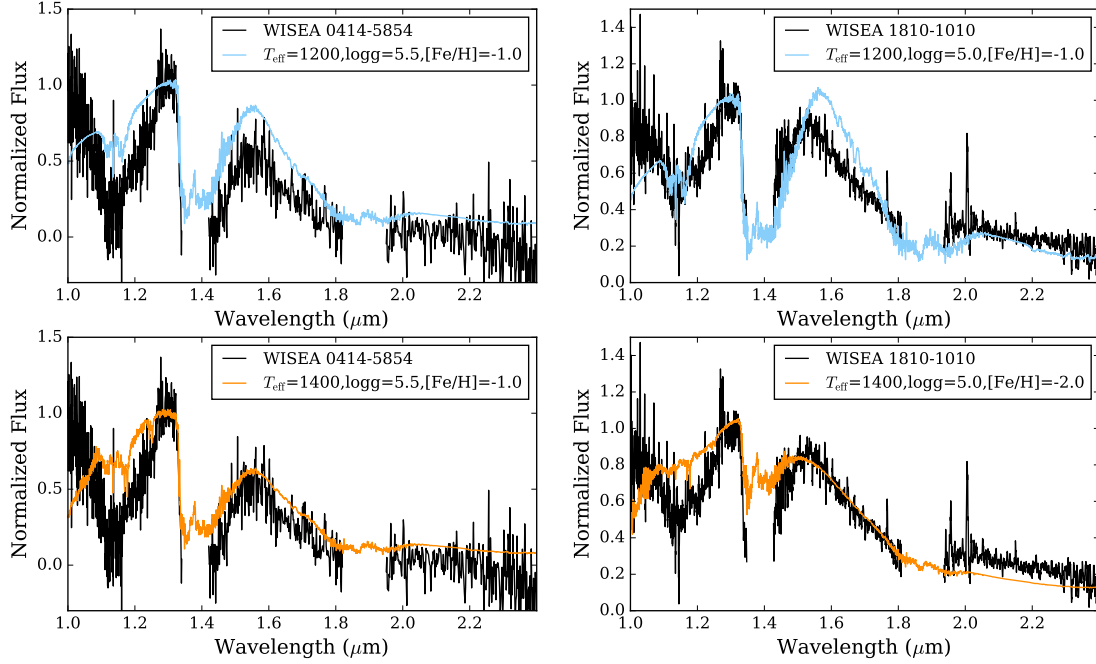 WISEA 0414-5854
T_eff=1200,logg=5.5,[Fe/H]=-1.0
Normalized Flux
1.5
1.0
0.5
0.0
1.0 1.2 1.4 1.6 1.8 2.0 2.2
Wavelength (μm)
WISEA 1810-1010
T_eff=1200,logg=5.0,[Fe/H]=-1.0
Normalized Flux
1.4
1.2
1.0
0.8
0.6
0.4
0.2
0.0
1.0 1.2 1.4 1.6 1.8 2.0 2.2
Wavelength (μm)
WISEA 0414-5854
T_eff=1400,logg=5.5,[Fe/H]=-1.0
Normalized Flux
1.5
1.0
0.5
0.0
1.0 1.2 1.4 1.6 1.8 2.0 2.2
Wavelength (μm)
WISEA 1810-1010
T_eff=1400,logg=5.0,[Fe/H]=-2.0
Normalized Flux
1.4
1.2
1.0
0.8
0.6
0.4
0.2
0.0
1.0 1.2 1.4 1.6 1.8 2.0 2.2
Wavelength (μm)